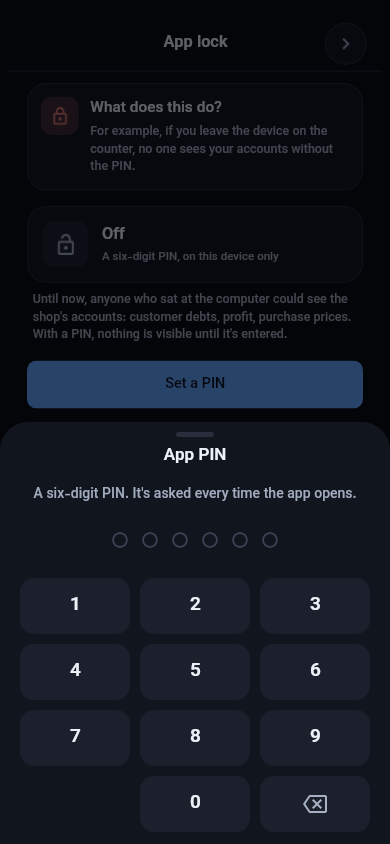 App lock
What does this do?
For example, if you leave the device on the
counter, no one sees your accounts without
the PIN.
Off
A six-digit PIN, on this device only
Until now, anyone who sat at the computer could see the
shop's accounts: customer debts, profit, purchase prices.
With a PIN, nothing is visible until it's entered.
Set a PIN
App PIN
A six-digit PIN. It's asked every time the app opens.
1 2 3
4 5 6
7 8 9
0